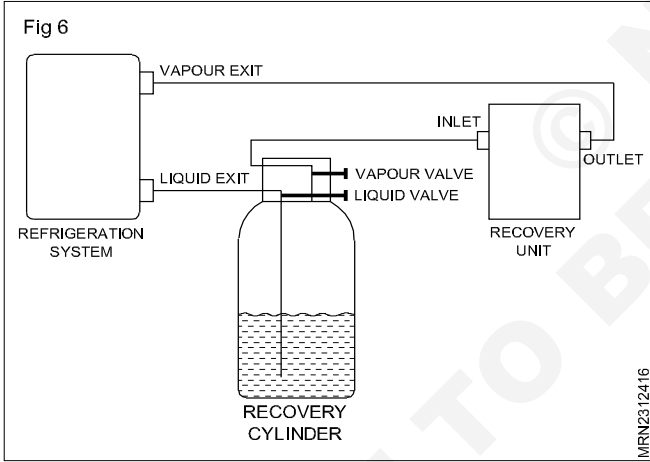 Fig 6
VAPOUR EXIT
INLET
OUTLET
VAPOUR VALVE
LIQUID EXIT
LIQUID VALVE
REFRIGERATION
SYSTEM
RECOVERY
UNIT
RECOVERY
CYLINDER
MRN2312416
©
TO